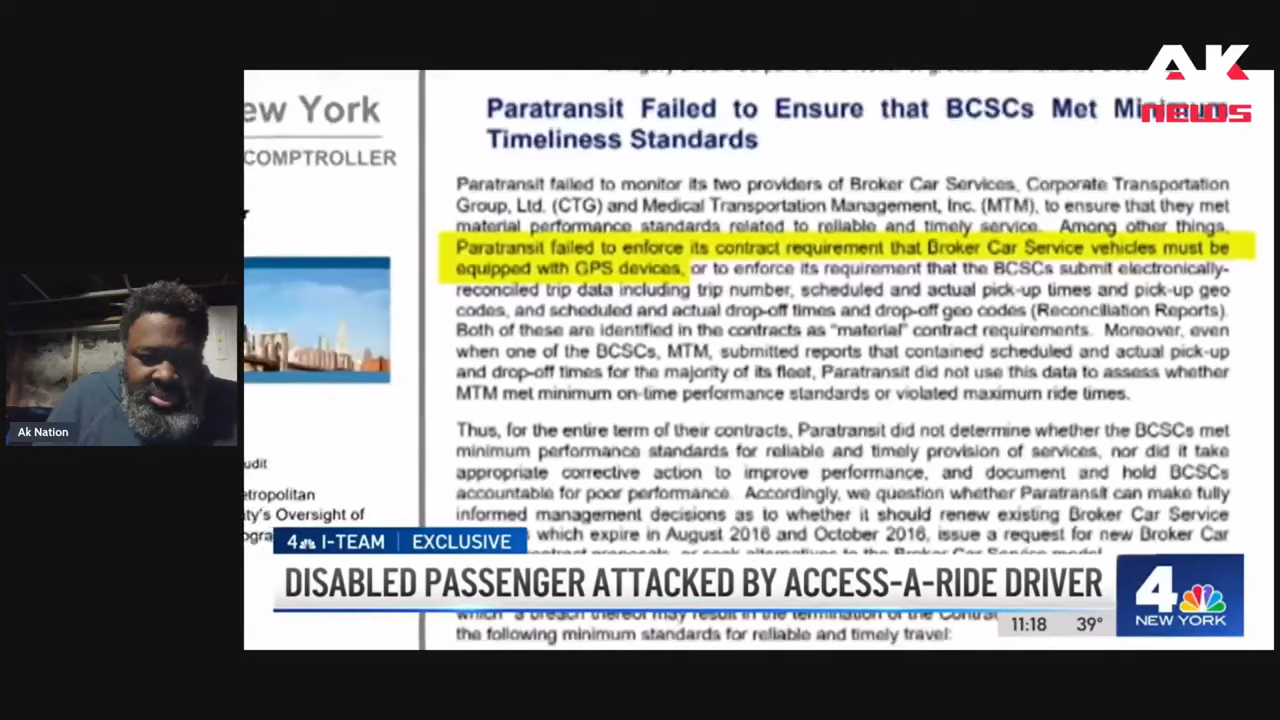 AK
NEWS
ew York
COMPTROLLER
Paratransit Failed to Ensure that BCSCs Met Minimum
Timeliness Standards
Paratransit failed to monitor its two providers of Broker Car Services, Corporate Transportation
Group, Ltd. (CTG) and Medical Transportation Management, Inc. (MTM), to ensure that they met
material performance standards related to reliable and timely service. Among other things,
Paratransit failed to enforce its contract requirement that Broker Car Service vehicles must be
equipped with GPS devices, or to enforce its requirement that the BCSCs submit electronically-
reconciled trip data including trip number, scheduled and actual pick-up times and pick-up geo
codes, and scheduled and actual drop-off times and drop-off geo codes (Reconciliation Reports).
Both of these are identified in the contracts as "material" contract requirements. Moreover, even
when one of the BCSCs, MTM, submitted reports that contained scheduled and actual pick-up
and drop-off times for the majority of its fleet, Paratransit did not use this data to assess whether
MTM met minimum on-time performance standards or violated maximum ride times.
Thus, for the entire term of their contracts, Paratransit did not determine whether the BCSCs met
minimum performance standards for reliable and timely provision of services, nor did it take
appropriate corrective action to improve performance, and document and hold BCSCs
accountable for poor performance. Accordingly, we question whether Paratransit can make fully
informed management decisions as to whether it should renew existing Broker Car Service
which expire in August 2016 and October 2016, issue a request for new Broker Car
which a breach thereof may result in the termination of the Contra
the following minimum standards for reliable and timely travel:
udit
etropolitan
ty's Oversight of
ogra
Ak Nation
4 I-TEAM | EXCLUSIVE
DISABLED PASSENGER ATTACKED BY ACCESS-A-RIDE DRIVER
11:18 39°
4
NEW YORK